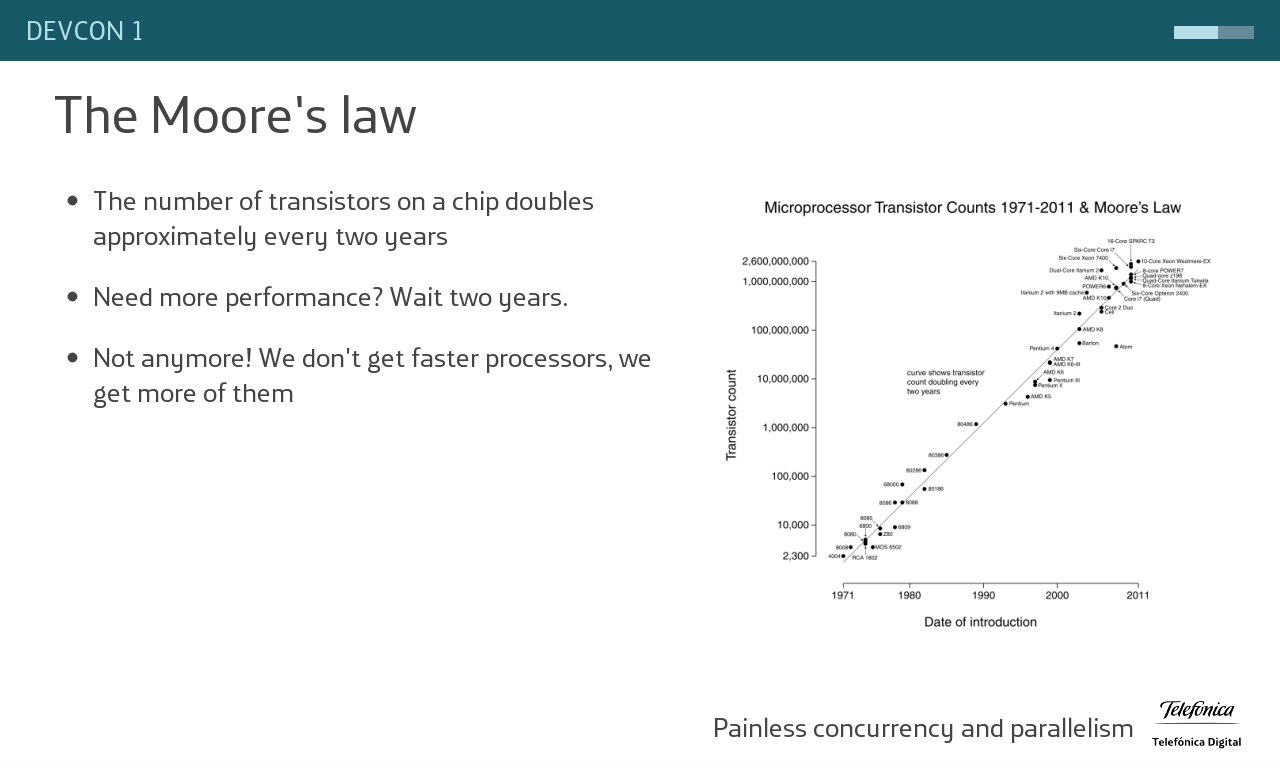 DEVCON 1
The Moore's law
• The number of transistors on a chip doubles
approximately every two years
• Need more performance? Wait two years.
• Not anymore! We don't get faster processors, we
get more of them
Microprocessor Transistor Counts 1971-2011 & Moore's Law
16-Core SPARC T3
Six-Core Core i7
Six-Core Xeon 7400
10-Core Xeon Westmere-EX
Dual-Core Itanium 2
8-core POWER7
Quad-core z196
AMD K10
Quad-Core Itanium Tukwila
POWER6
8-Core Xeon Nehalem-EX
Itanium 2 with 9MB cache
Six-Core Opteron 2400
AMD K10
Core i7 (Quad)
Core 2 Duo
Itanium 2
Cell
AMD K8
Pentium 4
Barton
Atom
AMD K7
AMD K6-III
curve shows transistor
count doubling every
two years
AMD K6
Pentium III
Pentium II
AMD K5
Pentium
80486
80386
80286
68000
80186
8086
8088
8085
6800
6809
8080
Z80
8008
MOS 6502
4004
RCA 1802
2,600,000,000
1,000,000,000
100,000,000
10,000,000
1,000,000
100,000
10,000
2,300
Transistor count
1971 1980 1990 2000 2011
Date of introduction
Painless concurrency and parallelism
Telefónica
Telefónica Digital